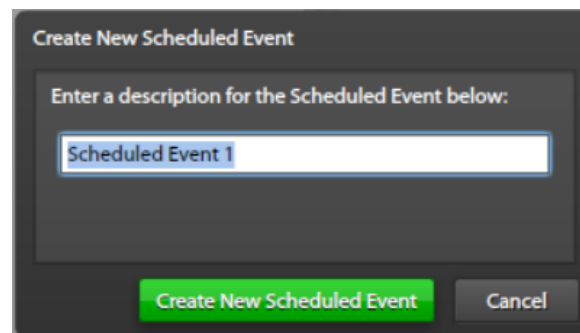 Create New Scheduled Event
Enter a description for the Scheduled Event below:
Scheduled Event 1
Create New Scheduled Event
Cancel